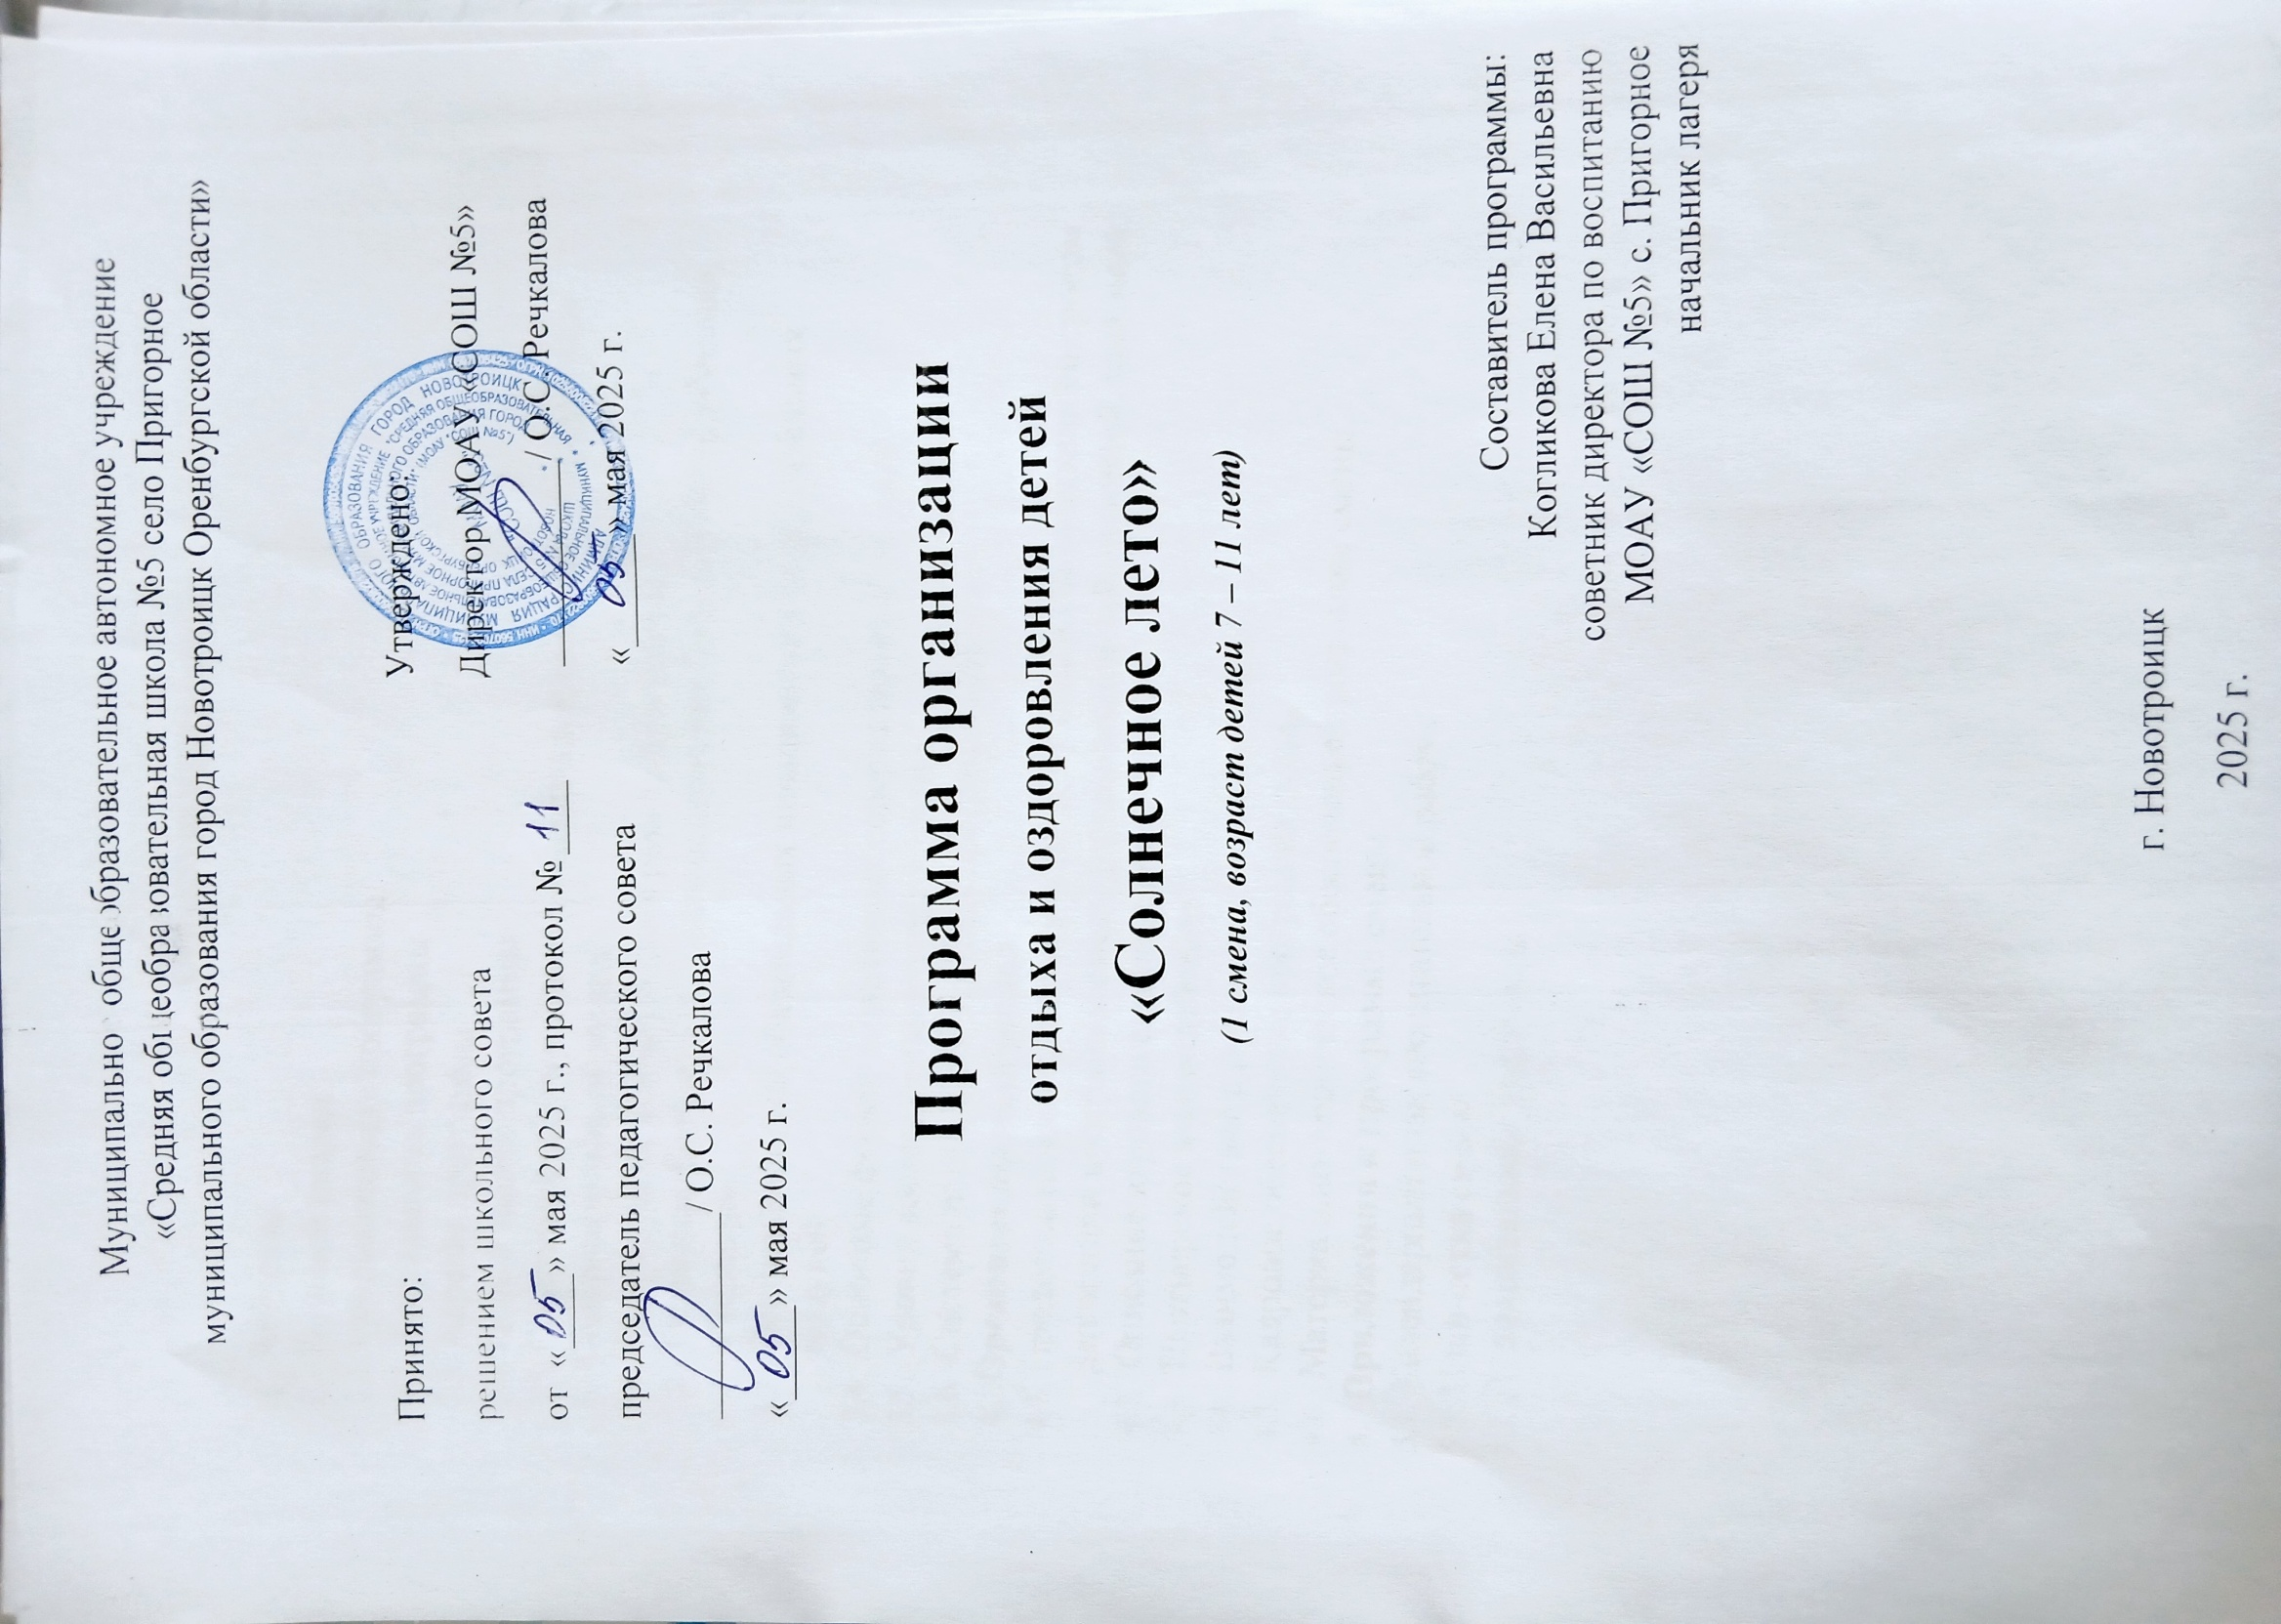 Муниципально общеобразовательное автономное учреждение
«Средняя общеобразовательная школа №5 село Пригорное
муниципального образования город Новотроицк Оренбургской области»
Принято:
решением школьного совета
от «05» мая 2025 г., протокол № 11
председатель педагогического совета
/ О.С. Речкалова
«05» мая 2025 г.
Утверждено:
Директор МОАУ «СОШ №5»
/ О.С. Речкалова
«05» мая 2025 г.
Программа организации
отдыха и оздоровления детей
«Солнечное лето»
(1 смена, возраст детей 7 – 11 лет)
Составитель программы:
Когликова Елена Васильевна
советник директора по воспитанию
МОАУ «СОШ №5» с. Пригорное
начальник лагеря
г. Новотроицк
2025 г.